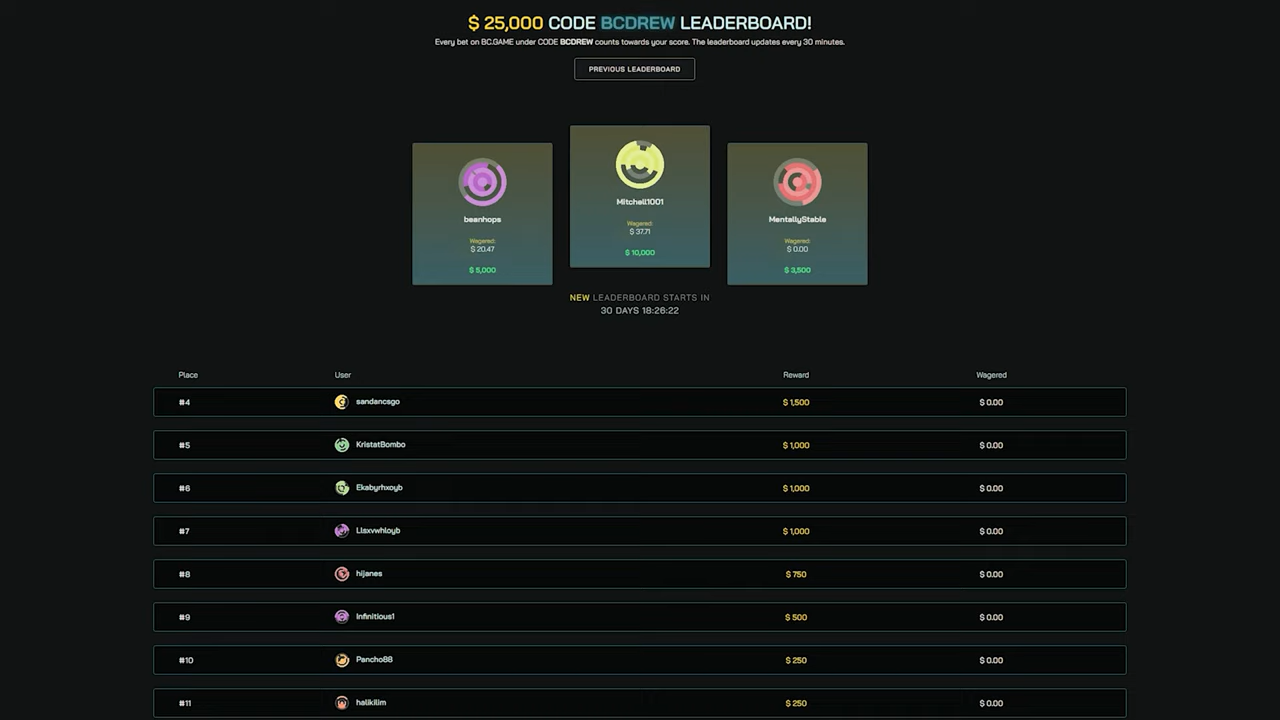 $ 25,000 CODE BCDREW LEADERBOARD!
Every bet on BC.GAME under CODE BCDREW counts towards your score. The leaderboard updates every 30 minutes.
PREVIOUS LEADERBOARD
beanhops
Wagered:
$ 20.47
$ 5,000
Mitchell1001
Wagered:
$ 37.71
$ 10,000
MentallyStable
Wagered:
$ 0.00
$ 3,500
NEW LEADERBOARD STARTS IN
30 DAYS 18:26:22
Place User Reward Wagered
#4 sandancsgo $ 1,500 $ 0.00
#5 KristatBombo $ 1,000 $ 0.00
#6 Ekabyrhxoyb $ 1,000 $ 0.00
#7 Llsxvwhloyb $ 1,000 $ 0.00
#8 hijanes $ 750 $ 0.00
#9 Infinitious1 $ 500 $ 0.00
#10 Pancho88 $ 250 $ 0.00
#11 halikilim $ 250 $ 0.00